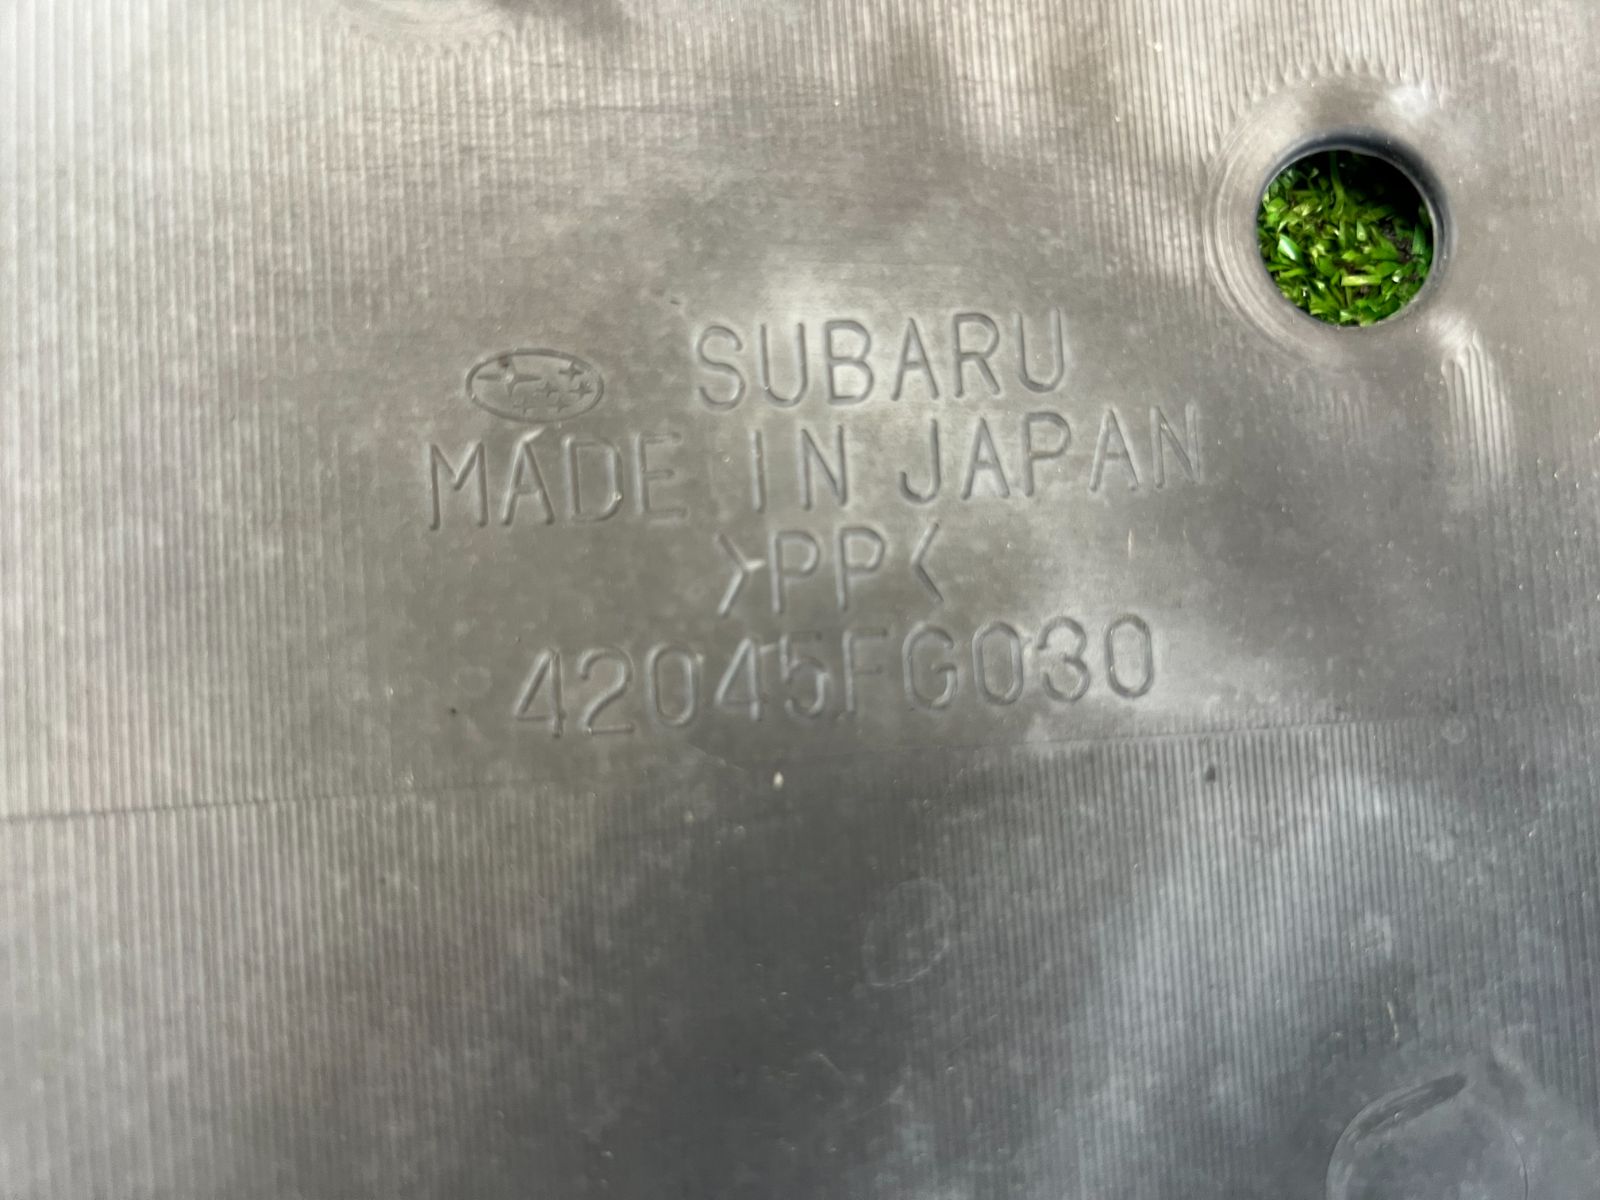 SUBARU
MADE IN JAPAN
>PP<
42045FG030